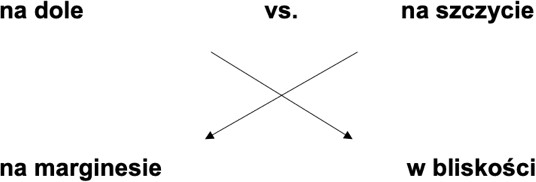 na dole vs. na szczycie
na marginesie w bliskości